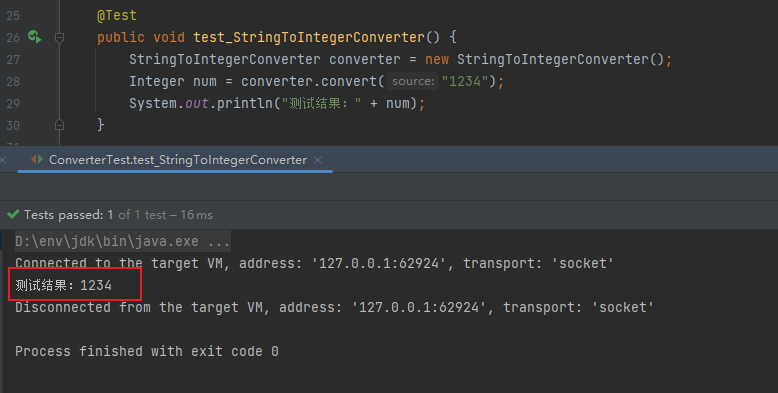 25 @Test
26 public void test_StringToIntegerConverter() {
27 StringToIntegerConverter converter = new StringToIntegerConverter();
28 Integer num = converter.convert( source: "1234");
29 System.out.println("测试结果：" + num);
30 }
ConverterTest.test_StringToIntegerConverter ×
Tests passed: 1 of 1 test – 16 ms
D:\env\jdk\bin\java.exe ...
Connected to the target VM, address: '127.0.0.1:62924', transport: 'socket'
测试结果：1234
Disconnected from the target VM, address: '127.0.0.1:62924', transport: 'socket'
Process finished with exit code 0